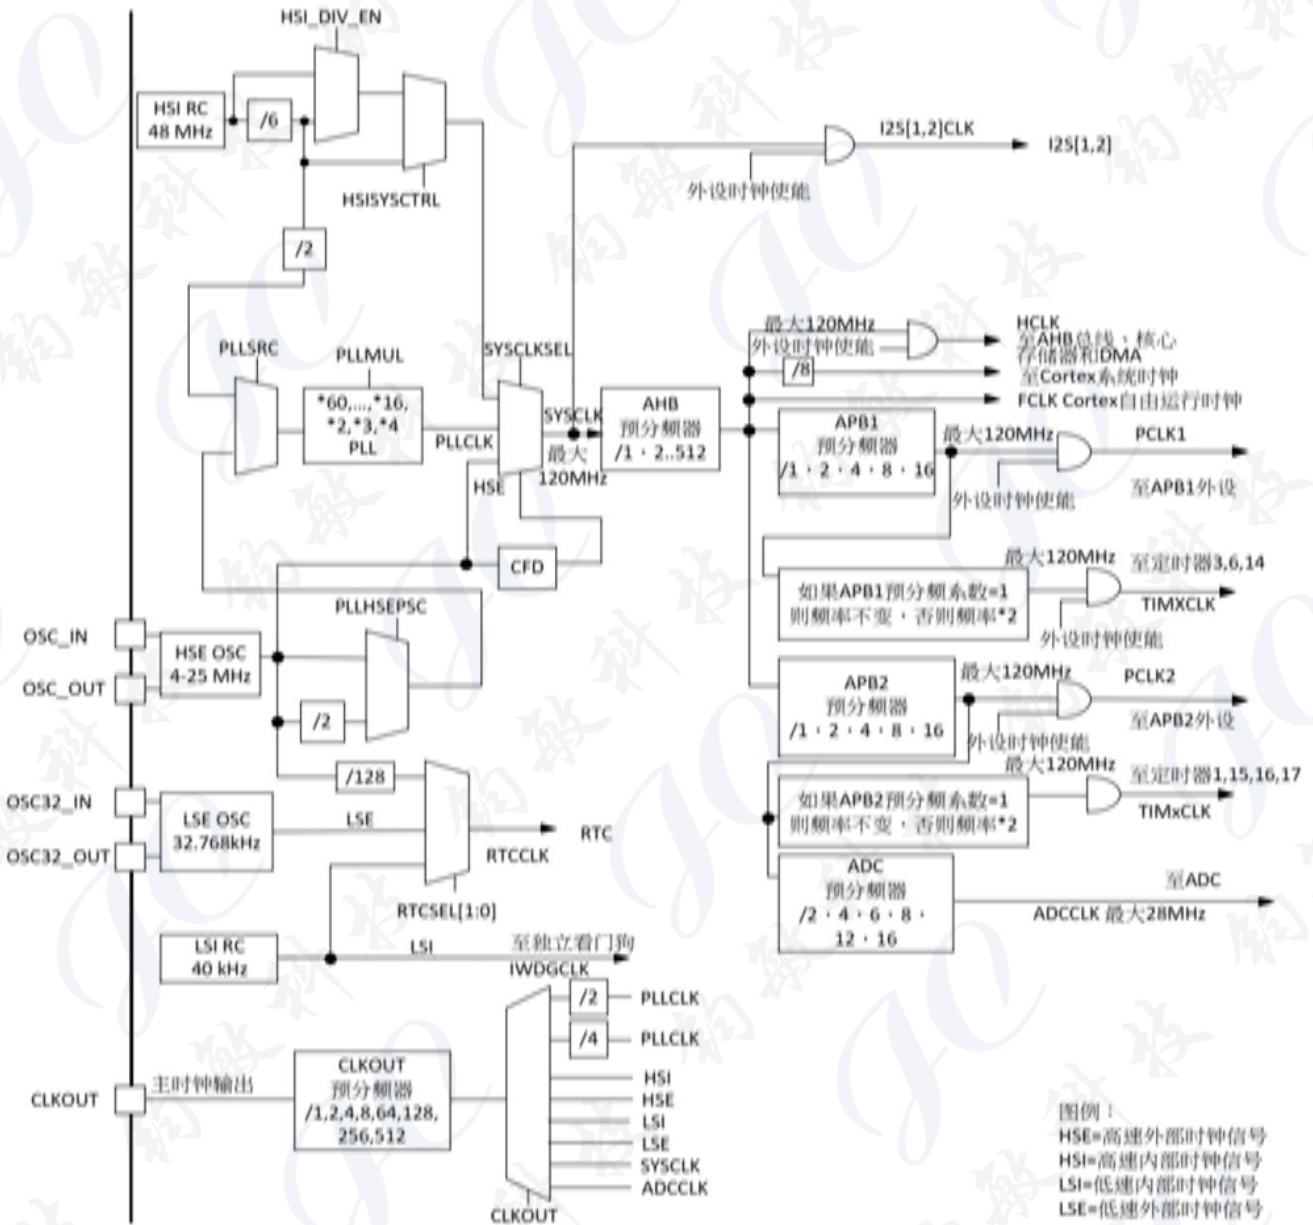 HSI_DIV_EN
HSI RC
48 MHz
/6
HSISYSCTRL
/2
I2S[1,2]CLK
I2S[1,2]
外设时钟使能
PLLSRC
PLLMUL
*60,...,*16,
*2,*3,*4
PLL
PLLCLK
SYSCLKSEL
HSE
SYSCLK
最大
120MHz
AHB
预分频器
/1，2..512
最大120MHz
外设时钟使能
HCLK
至AHB总线、核心
存储器和DMA
/8
至Cortex系统时钟
FCLK Cortex自由运行时钟
APB1
预分频器
/1，2，4，8，16
最大120MHz
PCLK1
外设时钟使能
至APB1外设
CFD
最大120MHz
至定时器3,6,14
如果APB1预分频系数=1
则频率不变，否则频率*2
TIMXCLK
外设时钟使能
PLLHSEPSC
OSC_IN
HSE OSC
4-25 MHz
OSC_OUT
/2
APB2
预分频器
/1，2，4，8，16
最大120MHz
PCLK2
外设时钟使能
至APB2外设
/128
OSC32_IN
LSE OSC
32.768kHz
OSC32_OUT
LSE
RTC
RTCCLK
RTCSEL[1:0]
最大120MHz
至定时器1,15,16,17
如果APB2预分频系数=1
则频率不变，否则频率*2
TIMxCLK
ADC
预分频器
/2，4，6，8，
12，16
至ADC
ADCCLK 最大28MHz
LSI RC
40 kHz
LSI
至独立看门狗
IWDGCLK
/2
PLLCLK
/4
PLLCLK
HSI
HSE
LSI
LSE
SYSCLK
ADCCLK
CLKOUT
主时钟输出
CLKOUT
预分频器
/1,2,4,8,64,128,
256,512
CLKOUT
图例：
HSE=高速外部时钟信号
HSI=高速内部时钟信号
LSI=低速内部时钟信号
LSE=低速外部时钟信号